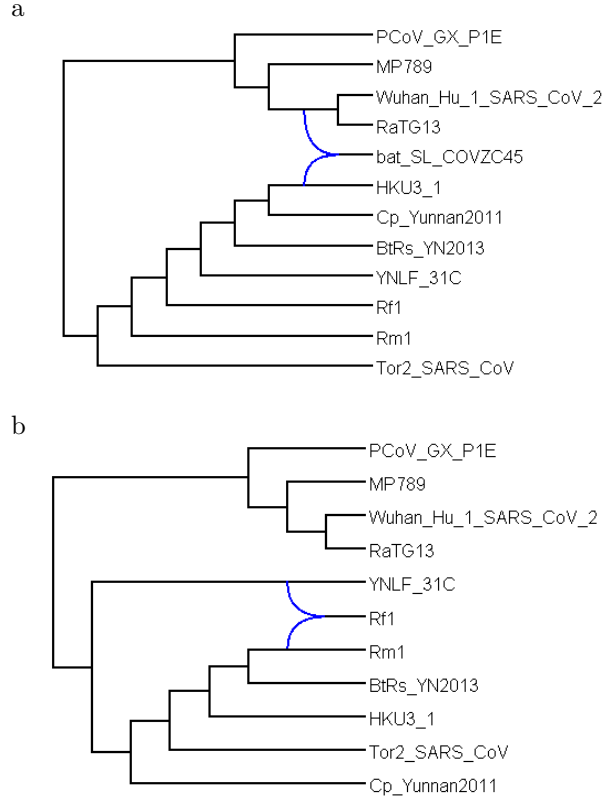 a
PCoV_GX_P1E
MP789
Wuhan_Hu_1_SARS_CoV_2
RaTG13
bat_SL_COVZC45
HKU3_1
Cp_Yunnan2011
BtRs_YN2013
YNLF_31C
Rf1
Rm1
Tor2_SARS_CoV
b
PCoV_GX_P1E
MP789
Wuhan_Hu_1_SARS_CoV_2
RaTG13
YNLF_31C
Rf1
Rm1
BtRs_YN2013
HKU3_1
Tor2_SARS_CoV
Cp_Yunnan2011